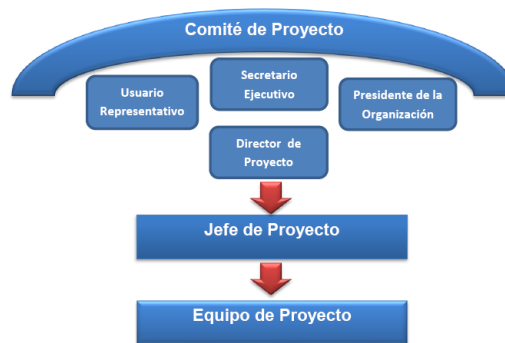 Comité de Proyecto
Usuario
Representativo
Secretario
Ejecutivo
Presidente de la
Organización
Director de
Proyecto
Jefe de Proyecto
Equipo de Proyecto